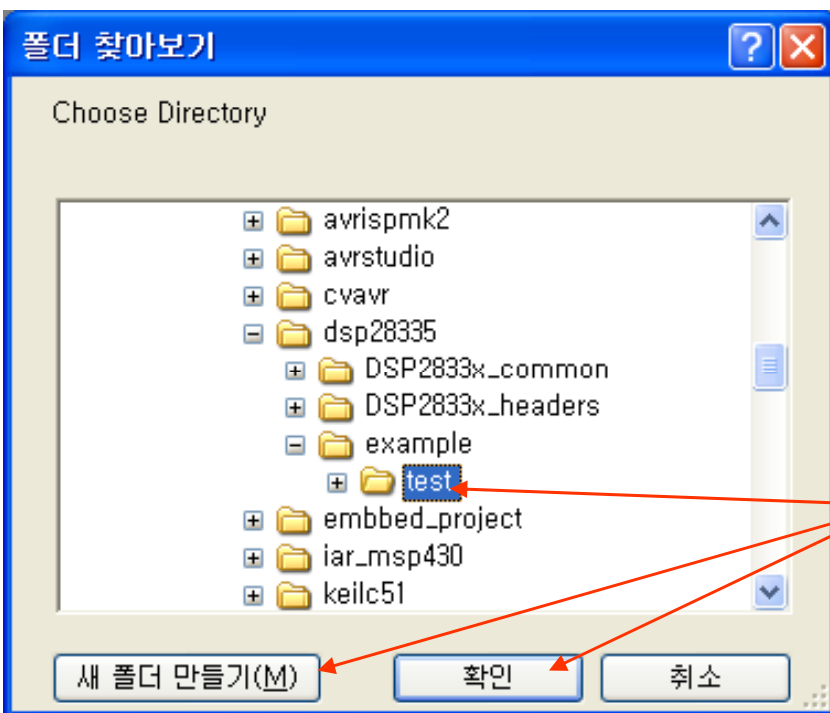 폴더 찾아보기
Choose Directory
avrispmk2
avrstudio
cvavr
dsp28335
DSP2833x_common
DSP2833x_headers
example
test
embbed_project
iar_msp430
keilc51
새 폴더 만들기(M) 확인 취소